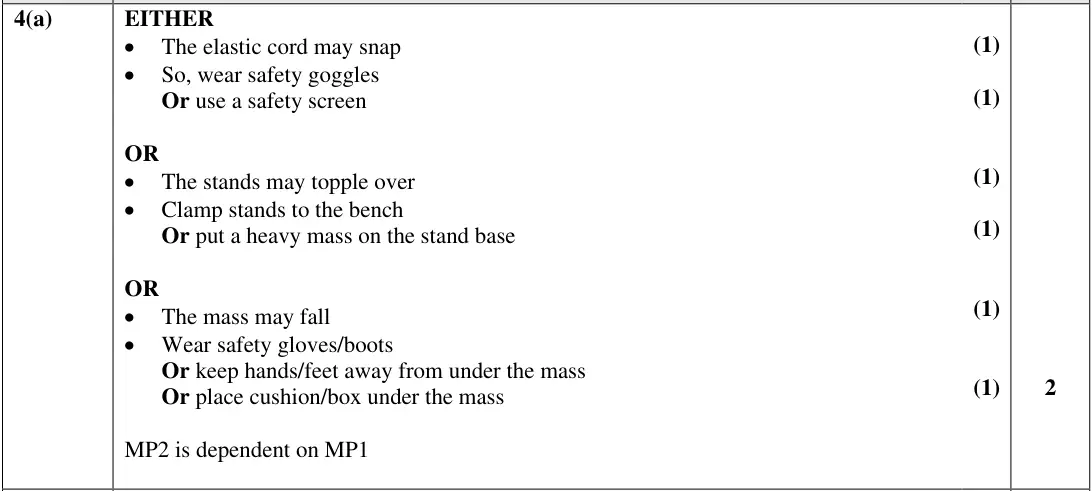 4(a)
EITHER
• The elastic cord may snap (1)
• So, wear safety goggles
Or use a safety screen (1)
OR
• The stands may topple over (1)
• Clamp stands to the bench
Or put a heavy mass on the stand base (1)
OR
• The mass may fall (1)
• Wear safety gloves/boots
Or keep hands/feet away from under the mass
Or place cushion/box under the mass (1) 2
MP2 is dependent on MP1